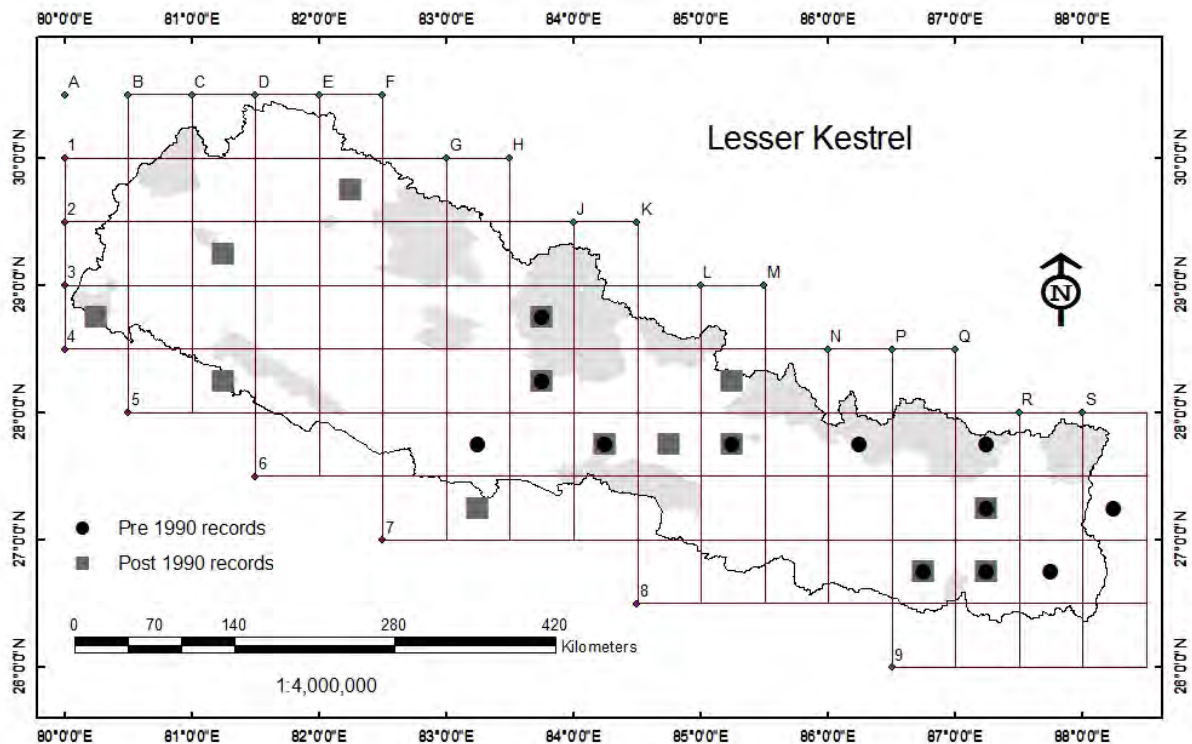 80°0'0"E 81°0'0"E 82°0'0"E 83°0'0"E 84°0'0"E 85°0'0"E 86°0'0"E 87°0'0"E 88°0'0"E
A B C D E F
Lesser Kestrel
1 G H
30°0'0"N 30°0'0"N
2 J K
3 L M
29°0'0"N 29°0'0"N
N
4 N P Q
5 R S
28°0'0"N 28°0'0"N
6
7
27°0'0"N 27°0'0"N
Pre 1990 records
Post 1990 records
8
0 70 140 280 420
Kilometers
9
26°0'0"N 26°0'0"N
1:4,000,000
80°0'0"E 81°0'0"E 82°0'0"E 83°0'0"E 84°0'0"E 85°0'0"E 86°0'0"E 87°0'0"E 88°0'0"E